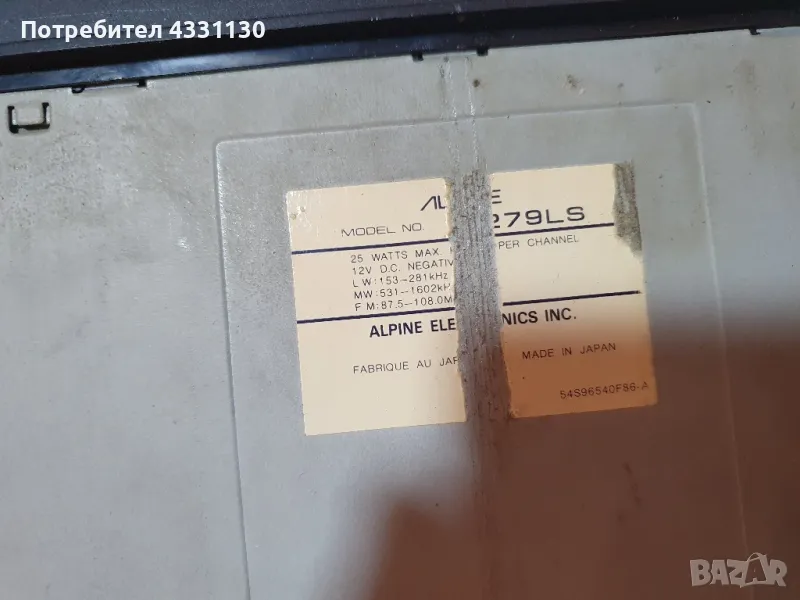 Потребител 4331130
MODEL NO. 279LS
25 WATTS MAX. PER CHANNEL
12V D.C. NEGATIV
LW:153-281kHz
MW:531-1602kH
FM:87.5-108.0M
ALPINE ELE NICS INC.
FABRIQUE AU JAP MADE IN JAPAN
54S96540F86-A
BAZAR